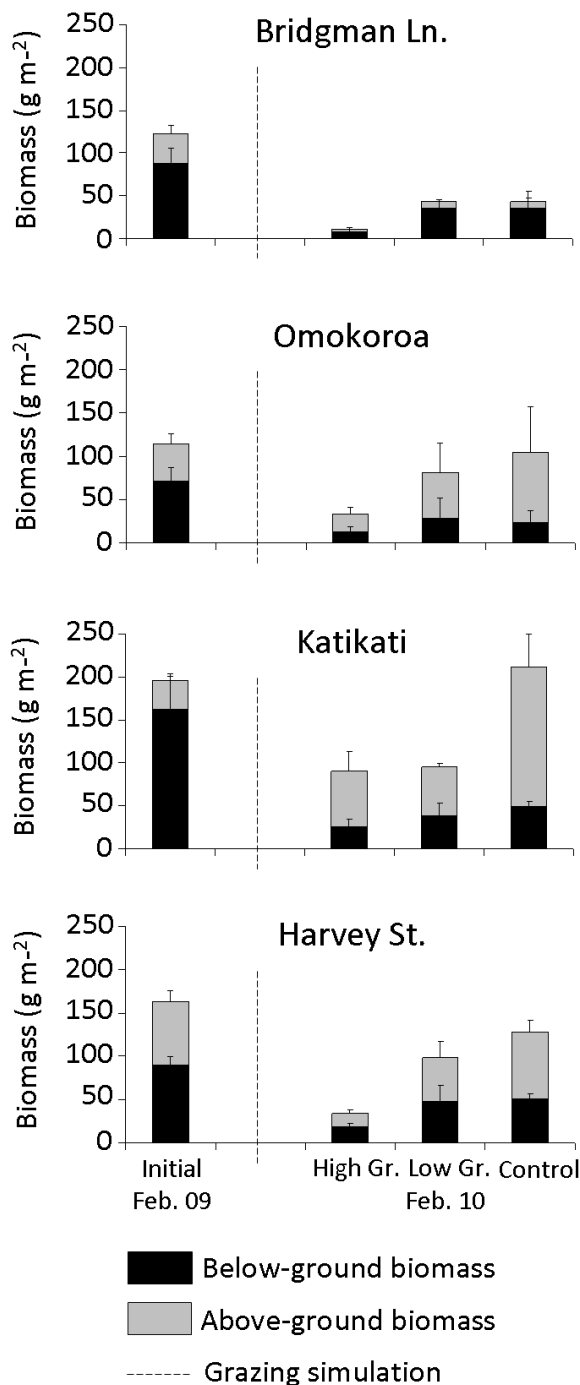 Bridgman Ln.
Biomass (g m-²)
250
200
150
100
50
0
Omokoroa
Biomass (g m-²)
250
200
150
100
50
0
Katikati
Biomass (g m-²)
250
200
150
100
50
0
Harvey St.
Biomass (g m-²)
250
200
150
100
50
0
Initial High Gr. Low Gr. Control
Feb. 09 Feb. 10
Below-ground biomass
Above-ground biomass
Grazing simulation